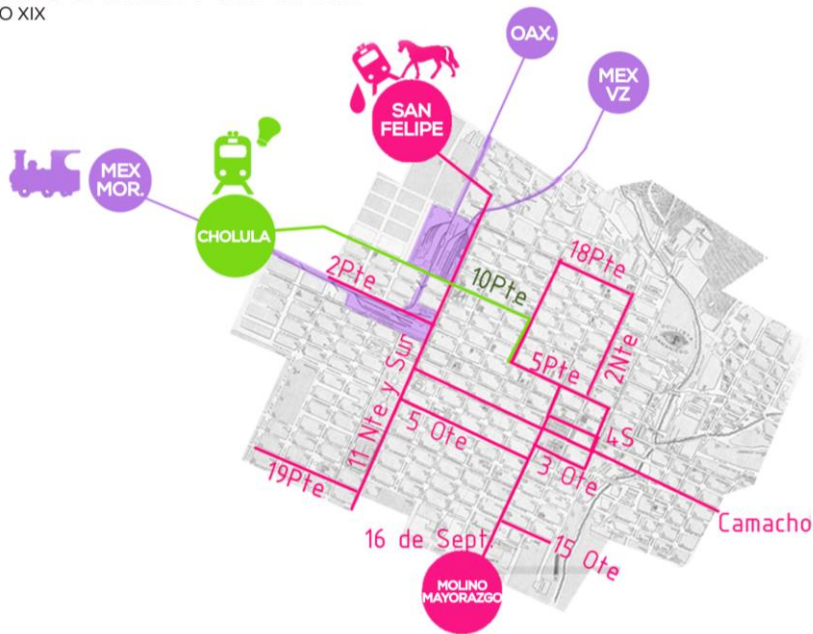 O XIX
OAX.
MEX
VZ
SAN
FELIPE
MEX
MOR.
CHOLULA
18Pte
2Pte
10Pte
2Nte
5Pte
11 Nte y Sur
5 Ote
4S
3 Ote
19Pte
Camacho
16 de Sept.
15 Ote
MOLINO
MAYORAZGO